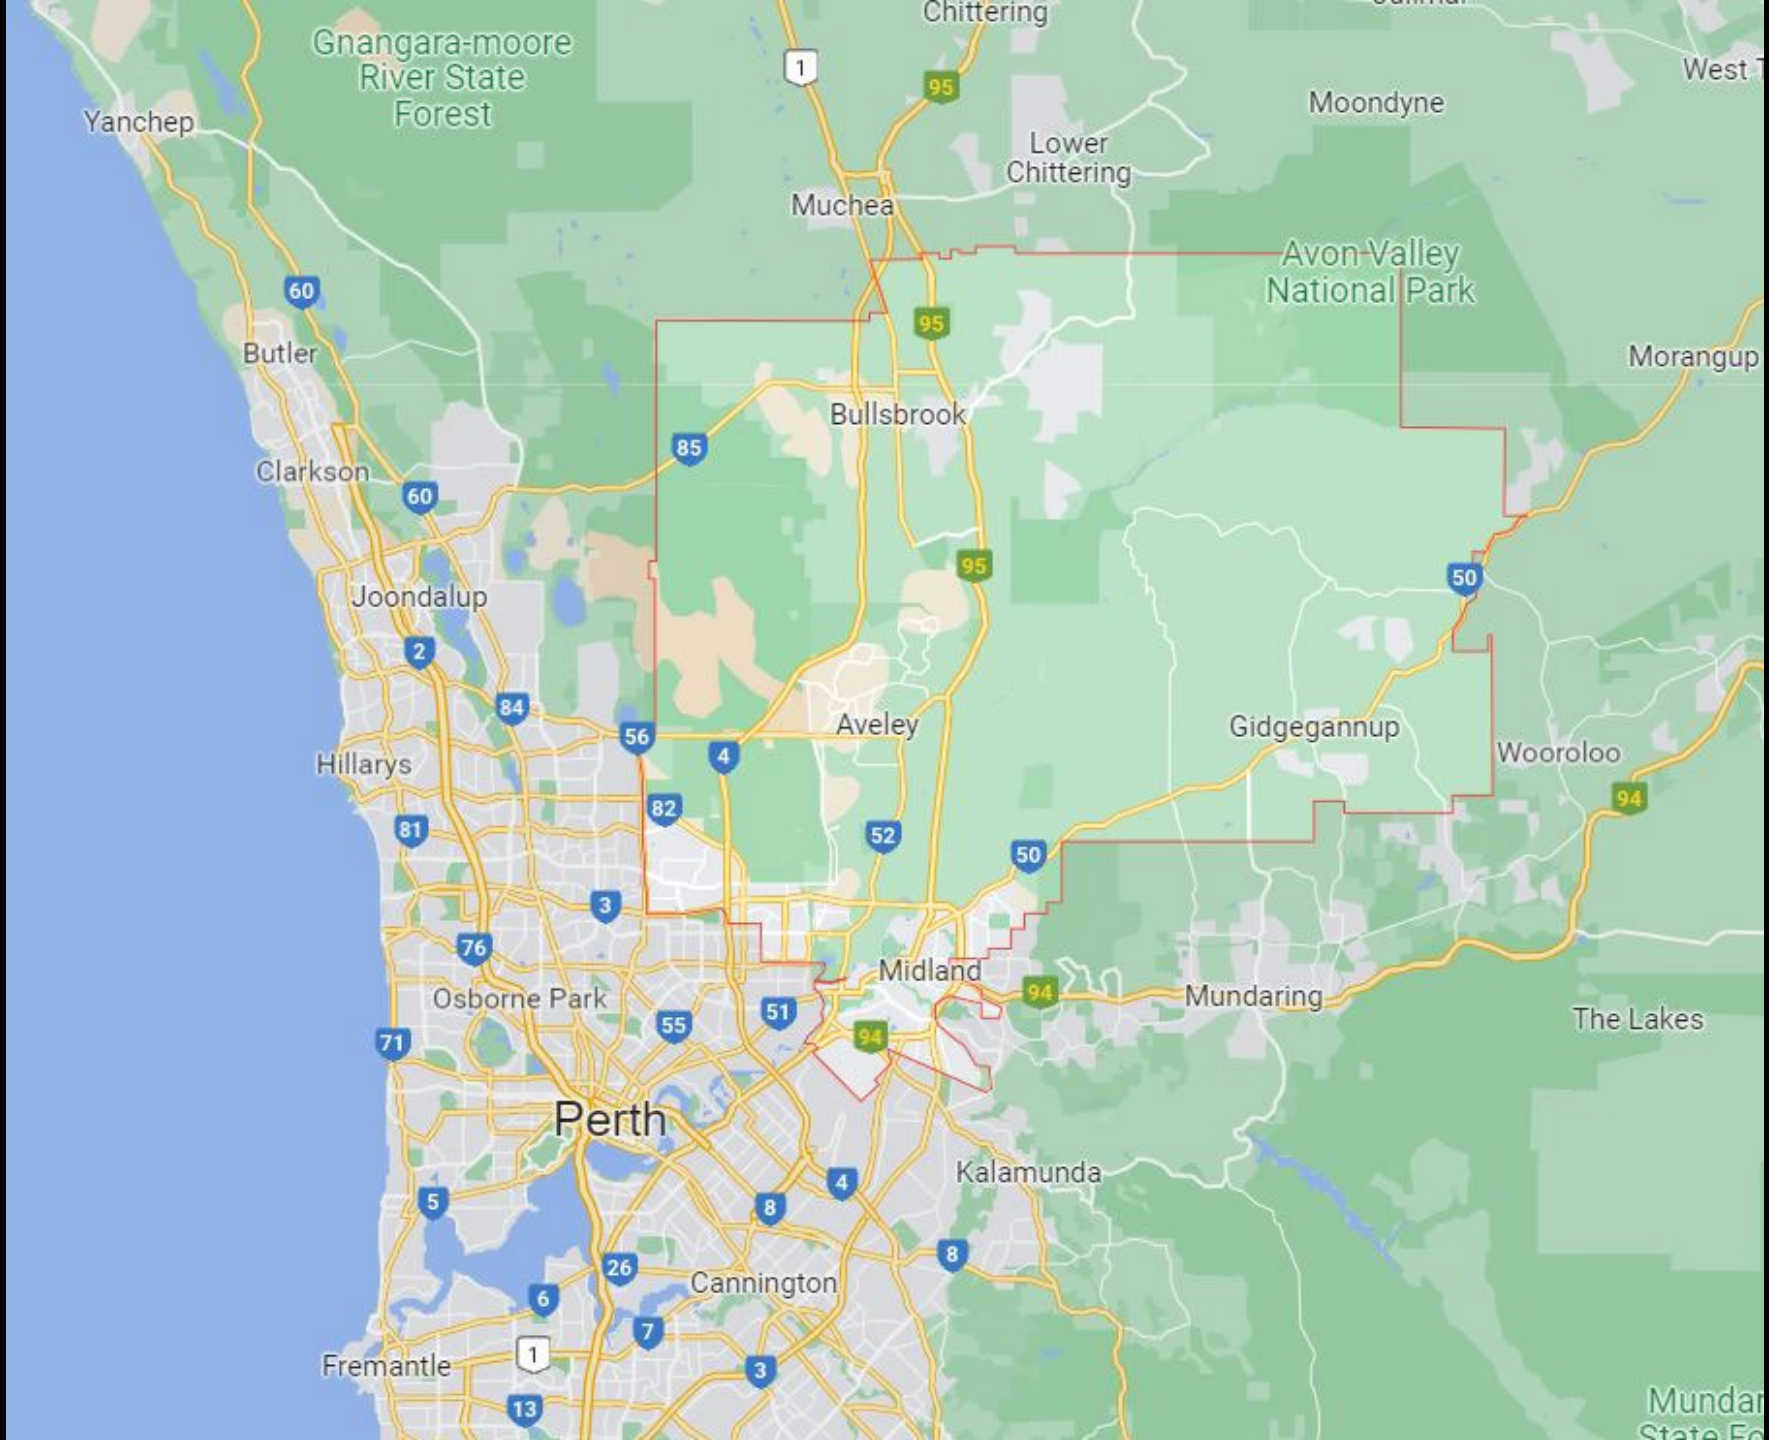 Chittering
Gnangara-moore
River State
Forest
1
95
West
Yanchep
Moondyne
Lower
Chittering
Muchea
Avon Valley
National Park
60
95
Butler
Morangup
Bullsbrook
85
Clarkson
60
95
50
Joondalup
2
84
56
4
Aveley
Gidgegannup
Wooroloo
Hillarys
82
94
81
52
50
3
76
Midland
Osborne Park
94
Mundaring
51
55
The Lakes
71
94
Perth
Kalamunda
5
4
8
8
26
Cannington
6
7
1
Fremantle
3
13
Mundar
State Fo